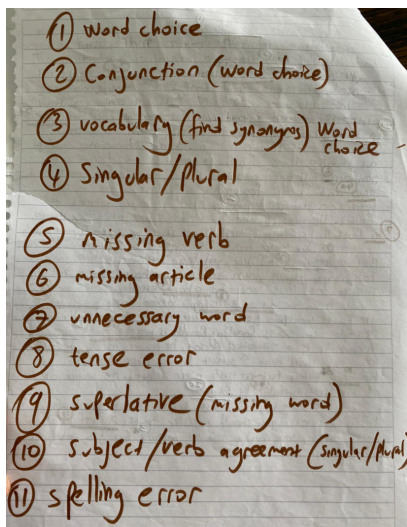 ① Word choice
② Conjunction (word choice)
③ vocabulary (find synonyms) Word choice
④ Singular/Plural
⑤ missing verb
⑥ missing article
⑦ unnecessary word
⑧ tense error
⑨ superlative (missing word)
⑩ subject/verb agreement (singular/plural)
⑪ spelling error